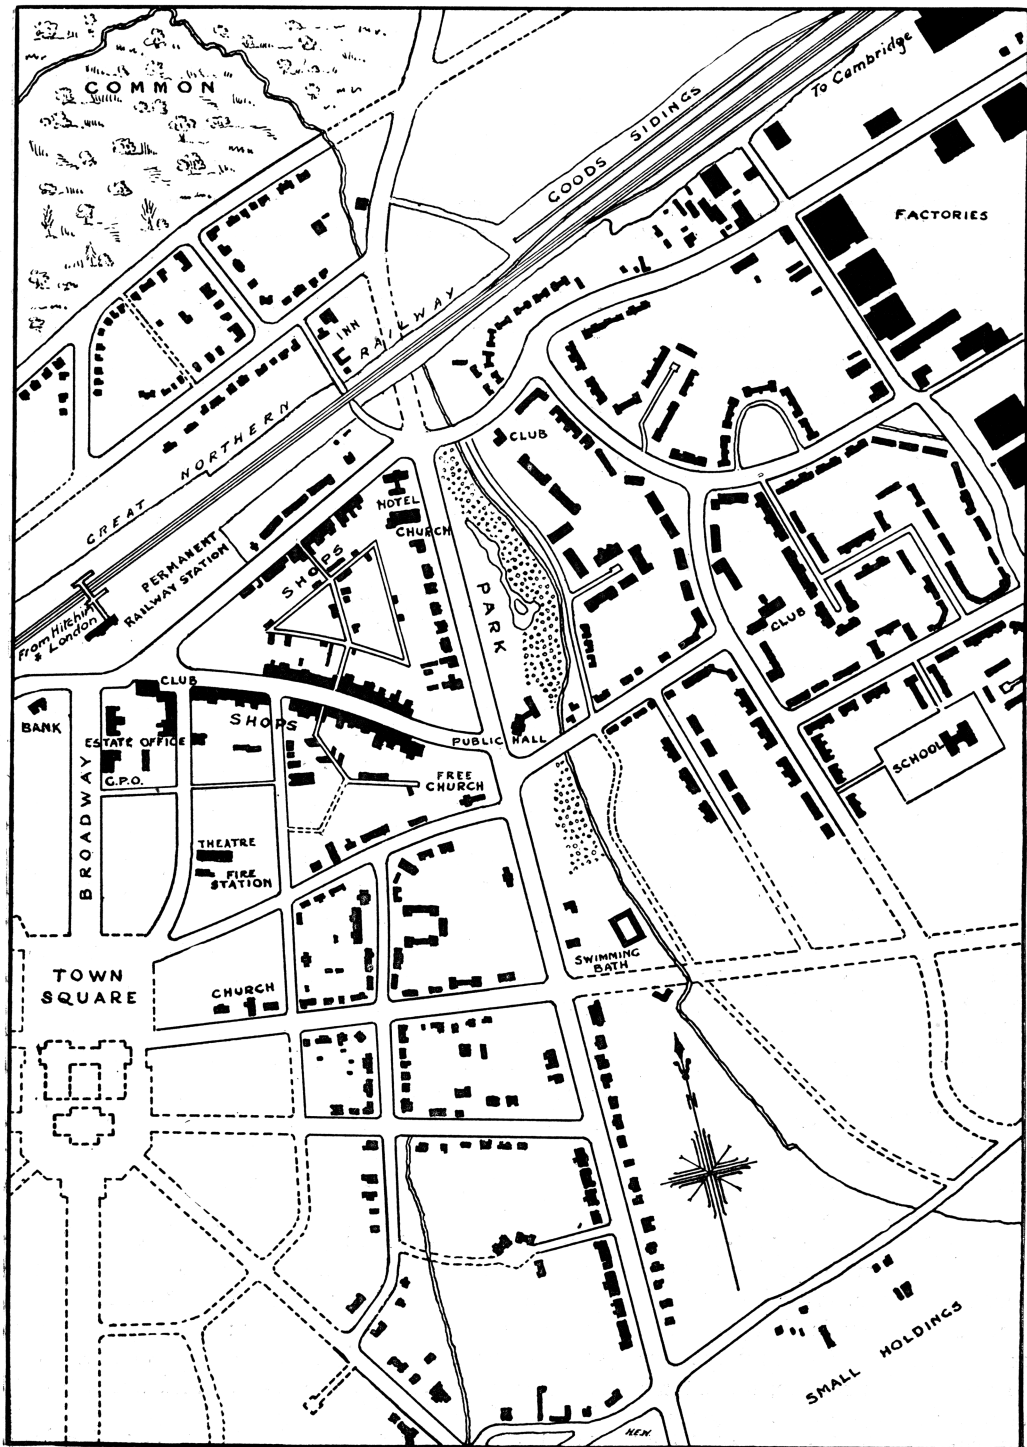 COMMON
GOODS SIDINGS
To Cambridge
FACTORIES
INN
GREAT NORTHERN RAILWAY
CLUB
HOTEL
CHURCH
PERMANENT
RAILWAY STATION
SHOPS
PARK
From Hitchin
& London
CLUB
CLUB
BANK
SHOPS
ESTATE OFFICE
G.P.O.
PUBLIC HALL
FREE
CHURCH
SCHOOL
BROADWAY
THEATRE
FIRE
STATION
SWIMMING
BATH
TOWN
SQUARE
CHURCH
N
SMALL HOLDINGS
H.E.W.